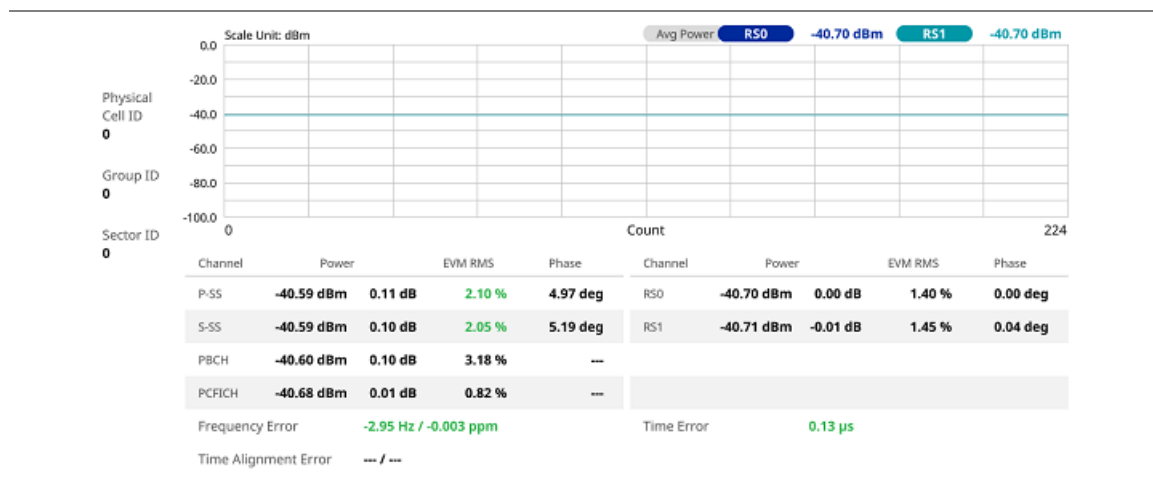 Scale Unit: dBm Avg Power RS0 -40.70 dBm RS1 -40.70 dBm
0.0
-20.0
-40.0
-60.0
-80.0
-100.0
0 Count 224
Physical
Cell ID
0
Group ID
0
Sector ID
0
Channel Power EVM RMS Phase Channel Power EVM RMS Phase
P-SS -40.59 dBm 0.11 dB 2.10 % 4.97 deg RS0 -40.70 dBm 0.00 dB 1.40 % 0.00 deg
S-SS -40.59 dBm 0.10 dB 2.05 % 5.19 deg RS1 -40.71 dBm -0.01 dB 1.45 % 0.04 deg
PBCH -40.60 dBm 0.10 dB 3.18 % ---
PCFICH -40.68 dBm 0.01 dB 0.82 % ---
Frequency Error -2.95 Hz / -0.003 ppm Time Error 0.13 µs
Time Alignment Error --- / ---